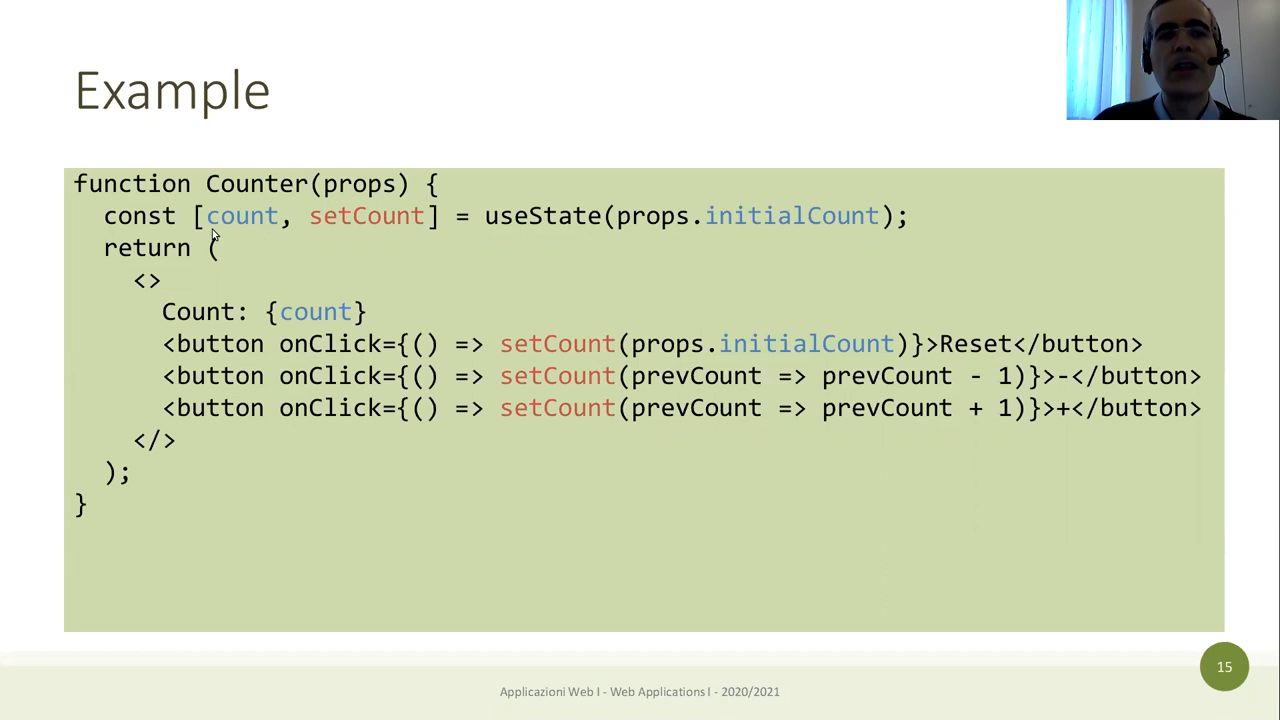 Example
function Counter(props) {
  const [count, setCount] = useState(props.initialCount);
  return (
    <>
      Count: {count}
      <button onClick={() => setCount(props.initialCount)}>Reset</button>
      <button onClick={() => setCount(prevCount => prevCount - 1)}>-</button>
      <button onClick={() => setCount(prevCount => prevCount + 1)}>+</button>
    </>
  );
}
15
Applicazioni Web I - Web Applications I - 2020/2021